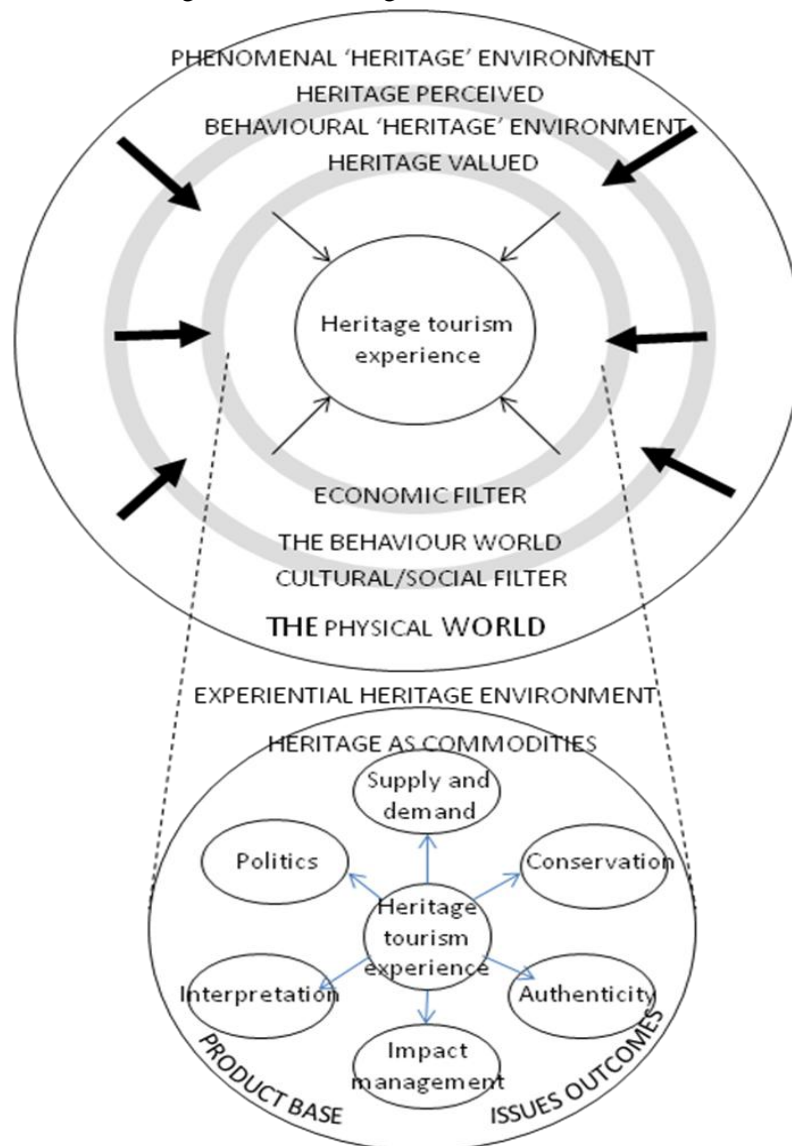 PHENOMENAL 'HERITAGE' ENVIRONMENT
HERITAGE PERCEIVED
BEHAVIOURAL 'HERITAGE' ENVIRONMENT
HERITAGE VALUED
Heritage tourism
experience
ECONOMIC FILTER
THE BEHAVIOUR WORLD
CULTURAL/SOCIAL FILTER
THE PHYSICAL WORLD
EXPERIENTIAL HERITAGE ENVIRONMENT
HERITAGE AS COMMODITIES
Supply and
demand
Politics
Conservation
Heritage
tourism
experience
Interpretation
Authenticity
Impact
management
PRODUCT BASE
ISSUES OUTCOMES